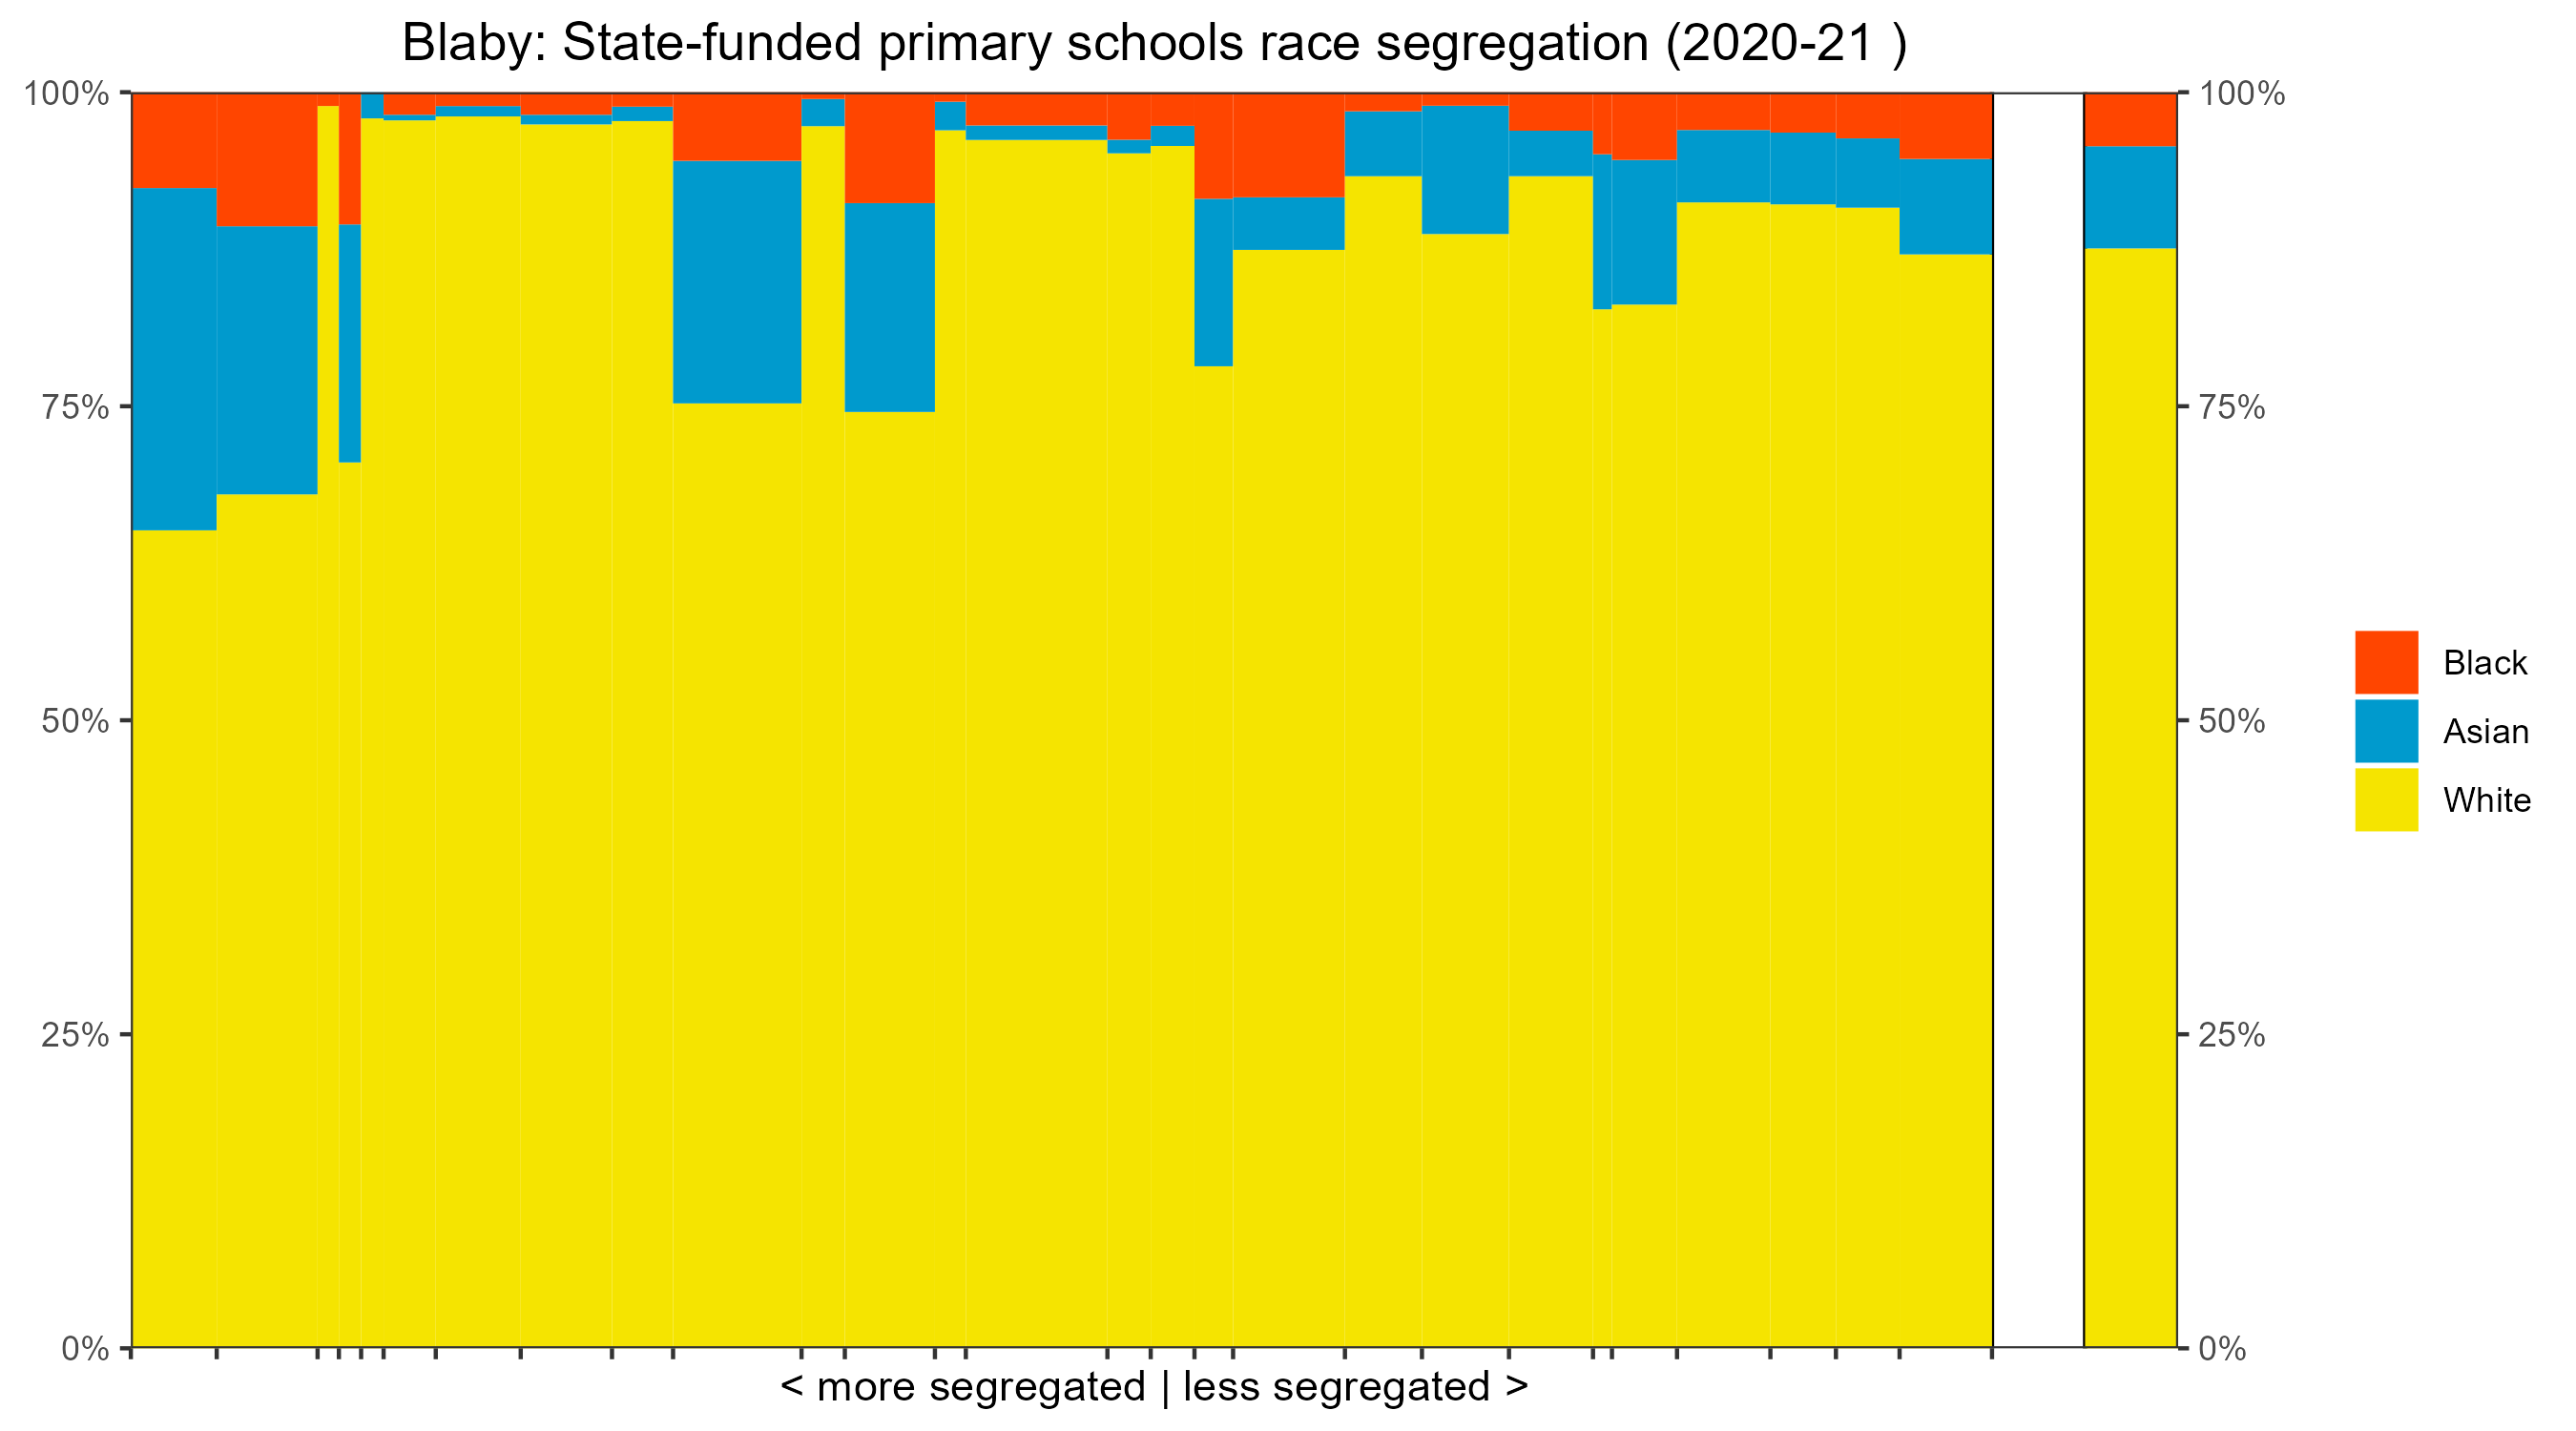 Blaby: State-funded primary schools race segregation (2020-21 )
100%
75%
50%
25%
0%
100%
75%
50%
25%
0%
Black
Asian
White
< more segregated | less segregated >